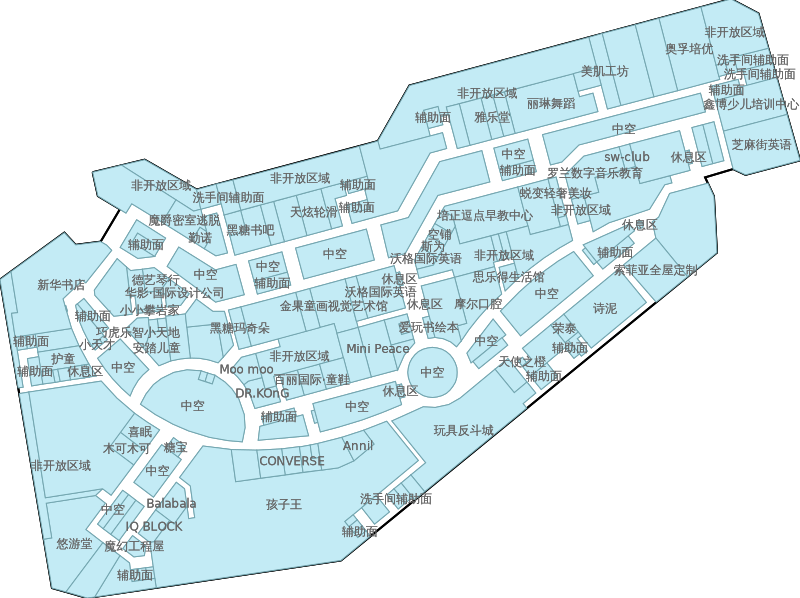 非开放区域
奥孚培优
洗手间辅助面
美肌工坊
洗手间辅助面
非开放区域
辅助面
丽琳舞蹈
鑫博少儿培训中心
辅助面
雅乐堂
中空
芝麻街英语
中空
sw-club
休息区
辅助面
罗兰数字音乐教育
非开放区域
非开放区域
辅助面
蜕变轻奢美妆
洗手间辅助面
辅助面
非开放区域
天炫轮滑
培正逗点早教中心
魔爵密室逃脱
休息区
黑糖书吧
空铺
勤诺
斯为
辅助面
中空
沃格国际英语
非开放区域
辅助面
中空
中空
索菲亚全屋定制
德艺琴行
休息区
思乐得生活馆
新华书店
辅助面
华影·国际设计公司
沃格国际英语
中空
金果童画视觉艺术馆
休息区
摩尔口腔
小小攀岩家
诗泥
辅助面
黑糖玛奇朵
爱玩书绘本
荣泰
巧虎乐智小天地
辅助面
小天才
安踏儿童
Mini Peace
中空
辅助面
护童
非开放区域
天使之橙
中空
Moo moo
辅助面
休息区
中空
辅助面
百丽国际·童鞋
DR.KOnG
休息区
中空
中空
辅助面
喜眠
玩具反斗城
木可木可
糖宝
Annil
CONVERSE
非开放区域
中空
洗手间辅助面
Balabala
孩子王
中空
IQ BLOCK
辅助面
悠游堂
魔幻工程屋
辅助面